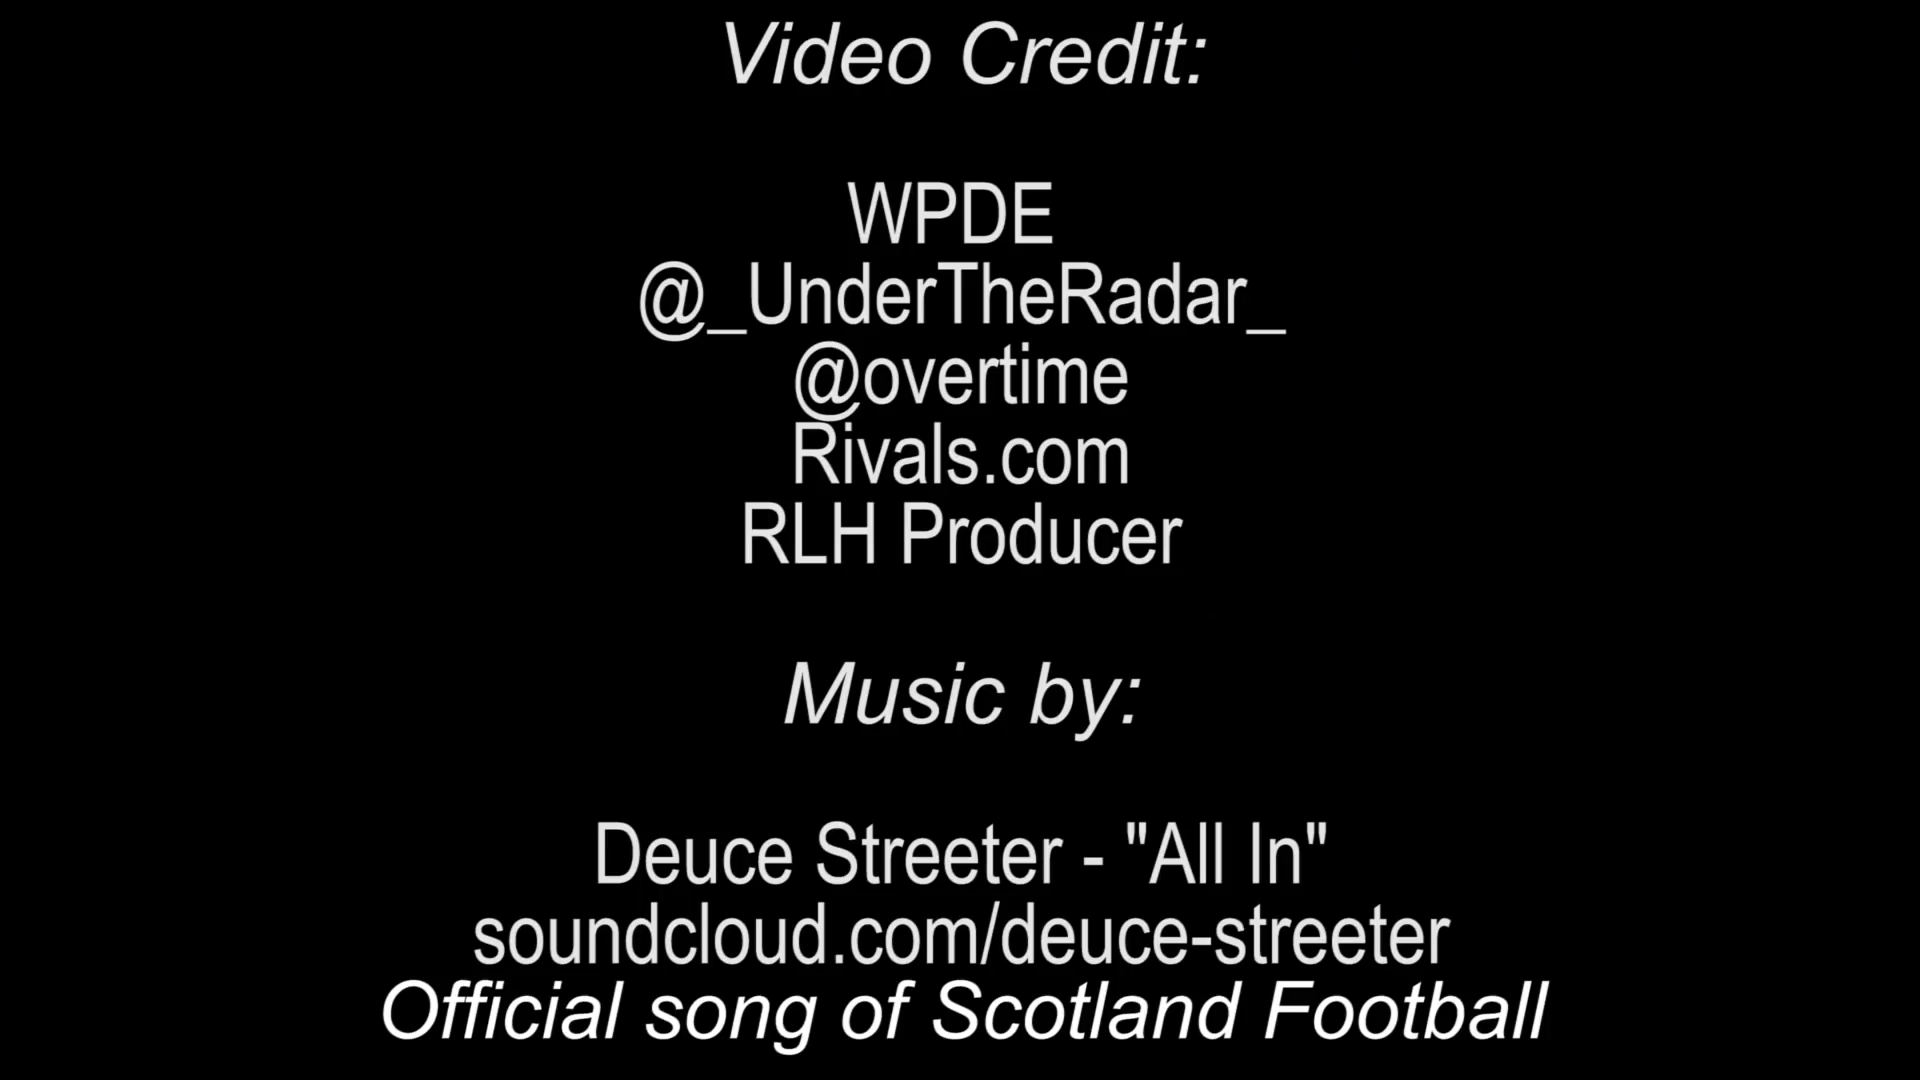 Video Credit:
WPDE
@_UnderTheRadar_
@overtime
Rivals.com
RLH Producer
Music by:
Deuce Streeter - "All In"
soundcloud.com/deuce-streeter
Official song of Scotland Football